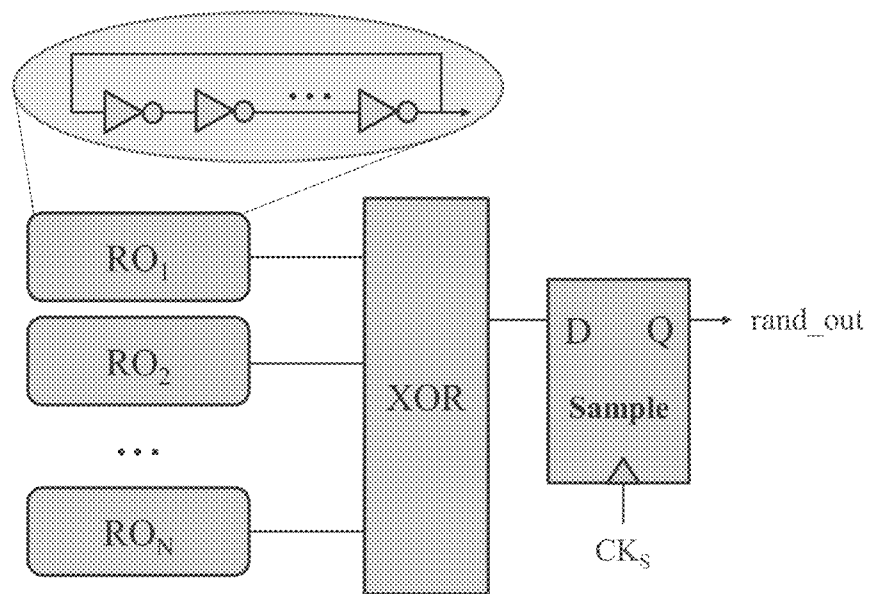 RO₁
RO₂
...
RO_N
XOR
D Q
Sample
CK_S
rand_out